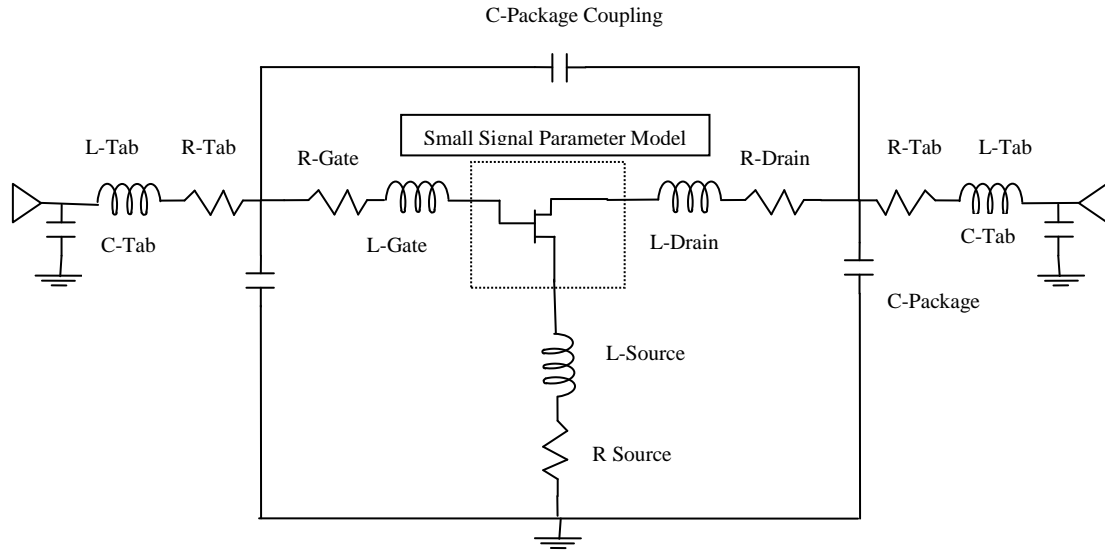 C-Package Coupling
Small Signal Parameter Model
L-Tab
R-Tab
R-Gate
R-Drain
R-Tab
L-Tab
C-Tab
L-Gate
L-Drain
C-Tab
C-Package
L-Source
R Source